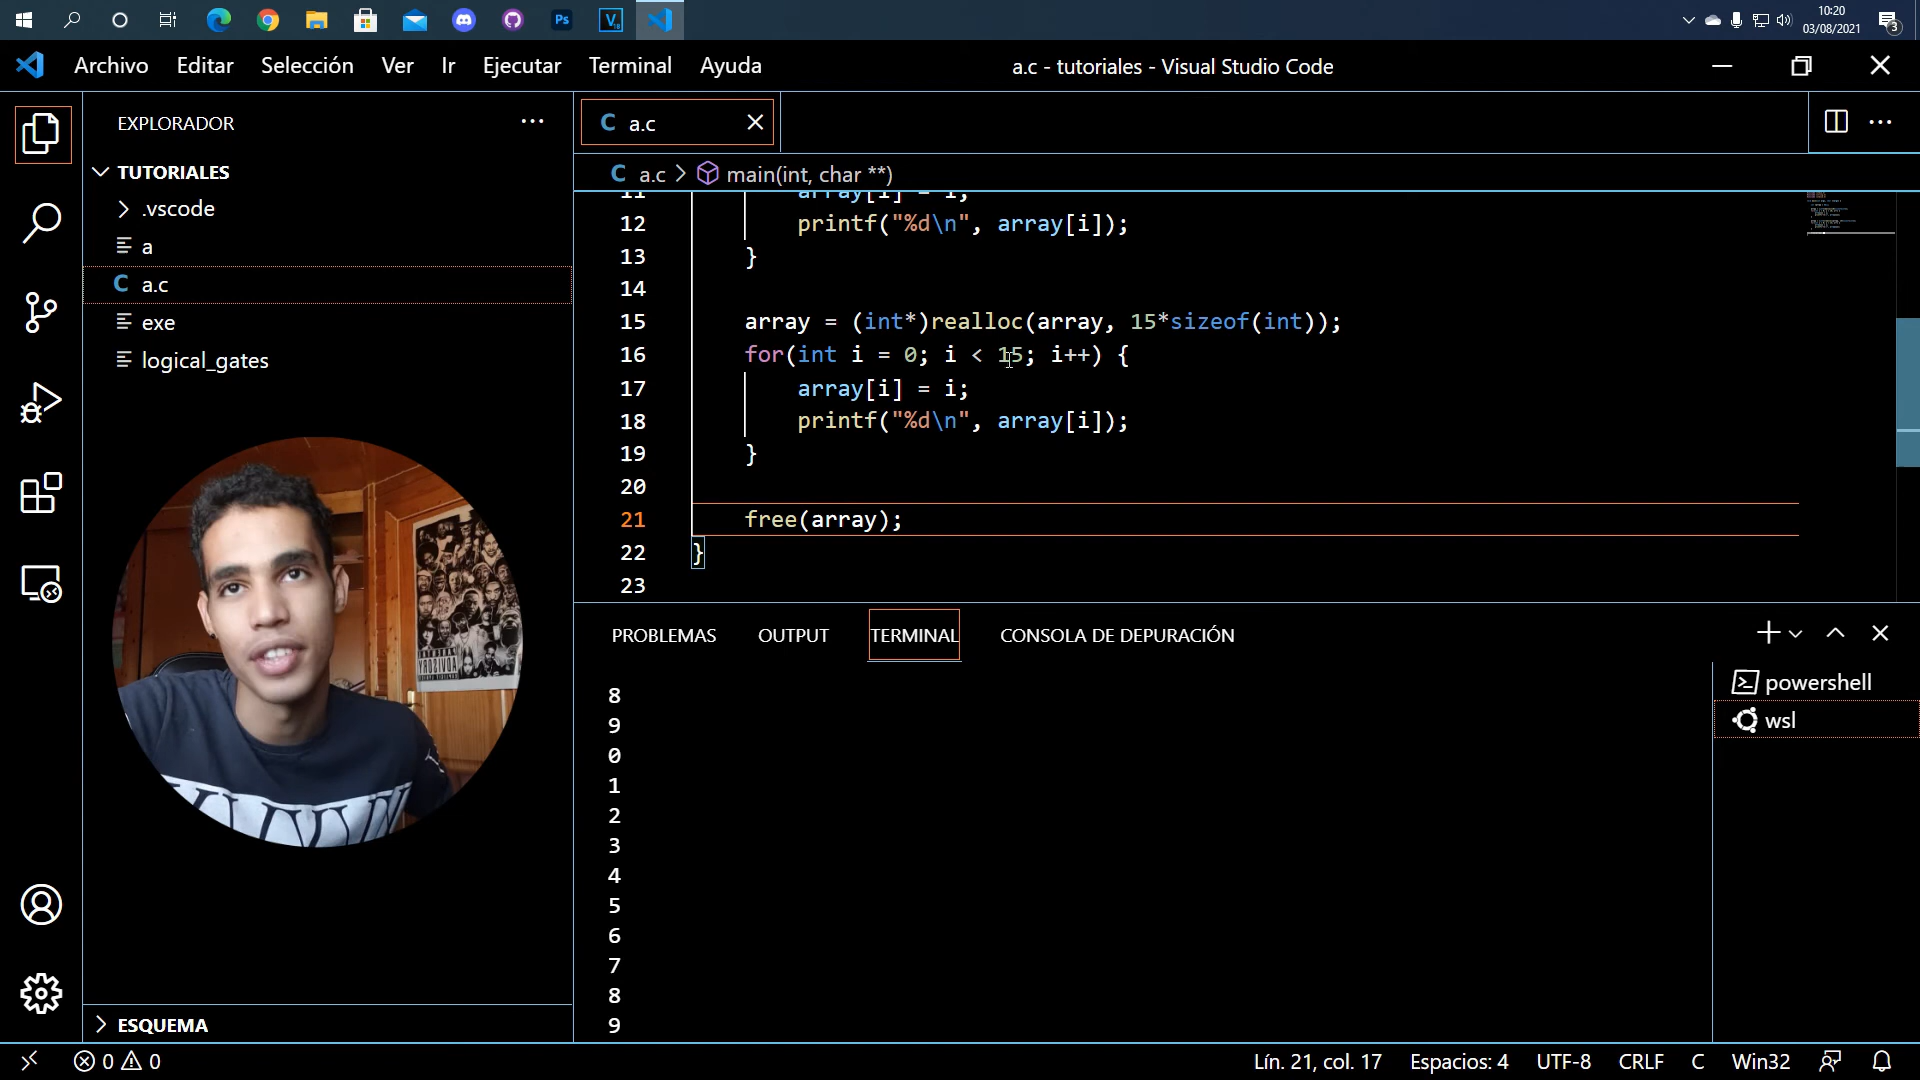 Ps
V
10:20
03/08/2021
3
Archivo Editar Selección Ver Ir Ejecutar Terminal Ayuda
a.c - tutoriales - Visual Studio Code
EXPLORADOR
C a.c
TUTORIALES
C a.c > main(int, char **)
.vscode
a
C a.c
exe
logical_gates
11 array[i] = i;
12 printf("%d\n", array[i]);
13 }
14
15 array = (int*)realloc(array, 15*sizeof(int));
16 for(int i = 0; i < 15; i++) {
17 array[i] = i;
18 printf("%d\n", array[i]);
19 }
20
21 free(array);
22 }
23
PROBLEMAS OUTPUT TERMINAL CONSOLA DE DEPURACIÓN
powershell
wsl
8
9
0
1
2
3
4
5
6
7
8
9
ESQUEMA
0 0
Lín. 21, col. 17 Espacios: 4 UTF-8 CRLF C Win32